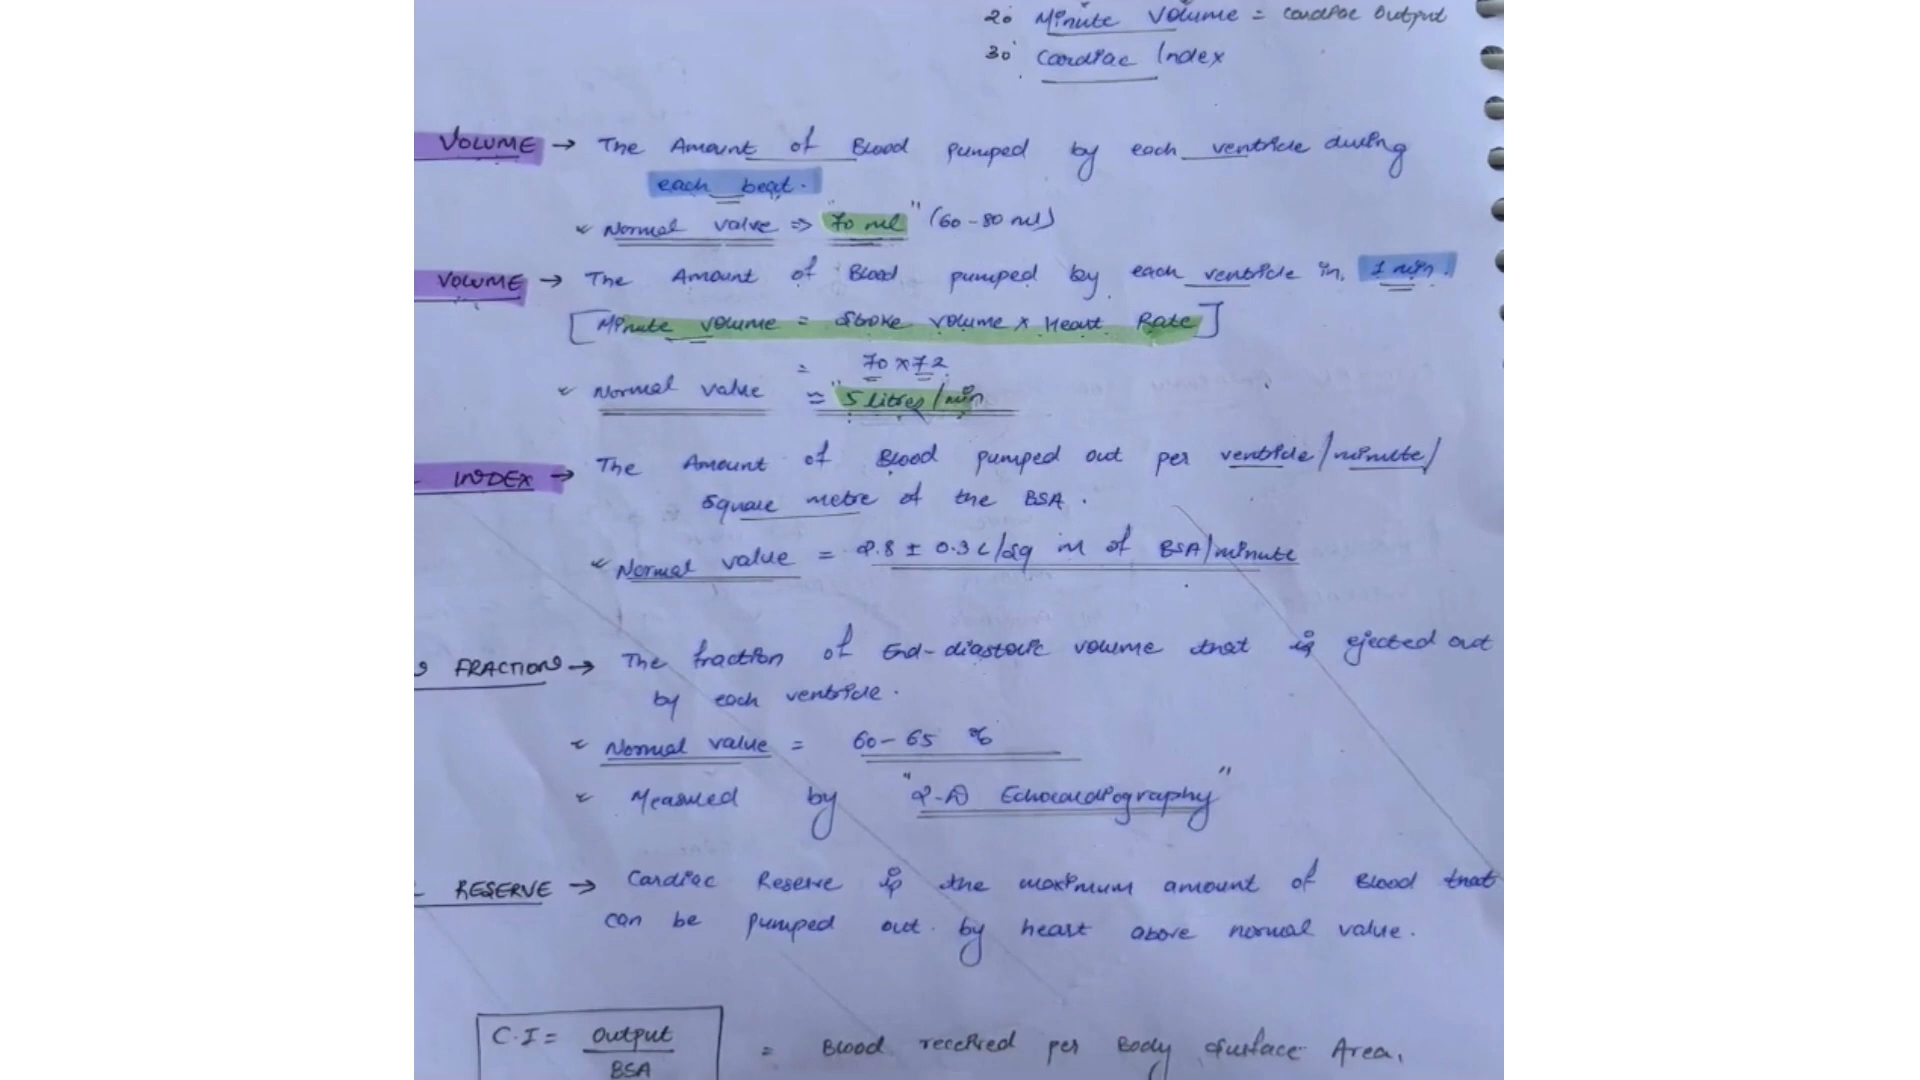 2. Minute Volume = Cardiac Output
3. Cardiac Index
VOLUME → The Amount of Blood pumped by each ventricle during
each beat.
Normal value ⇒ "70 ml" (60-80 ml)
VOLUME → The Amount of Blood pumped by each ventricle in 1 min.
[Minute volume = Stroke volume × Heart Rate]
= 70 × 72
Normal value ≈ "5 litres/min
INDEX → The Amount of Blood pumped out per ventricle/minute/
Square metre of the BSA.
Normal value = 2.8 ± 0.3 L/sq m of BSA/minute
FRACTION → The fraction of End-diastolic volume that is ejected out
by each ventricle.
Normal value = 60-65 %
Measured by "2-D Echocardiography"
RESERVE → Cardiac Reserve is the maximum amount of Blood that
can be pumped out by heart above normal value.
C.I = Output / BSA = Blood received per Body Surface Area.